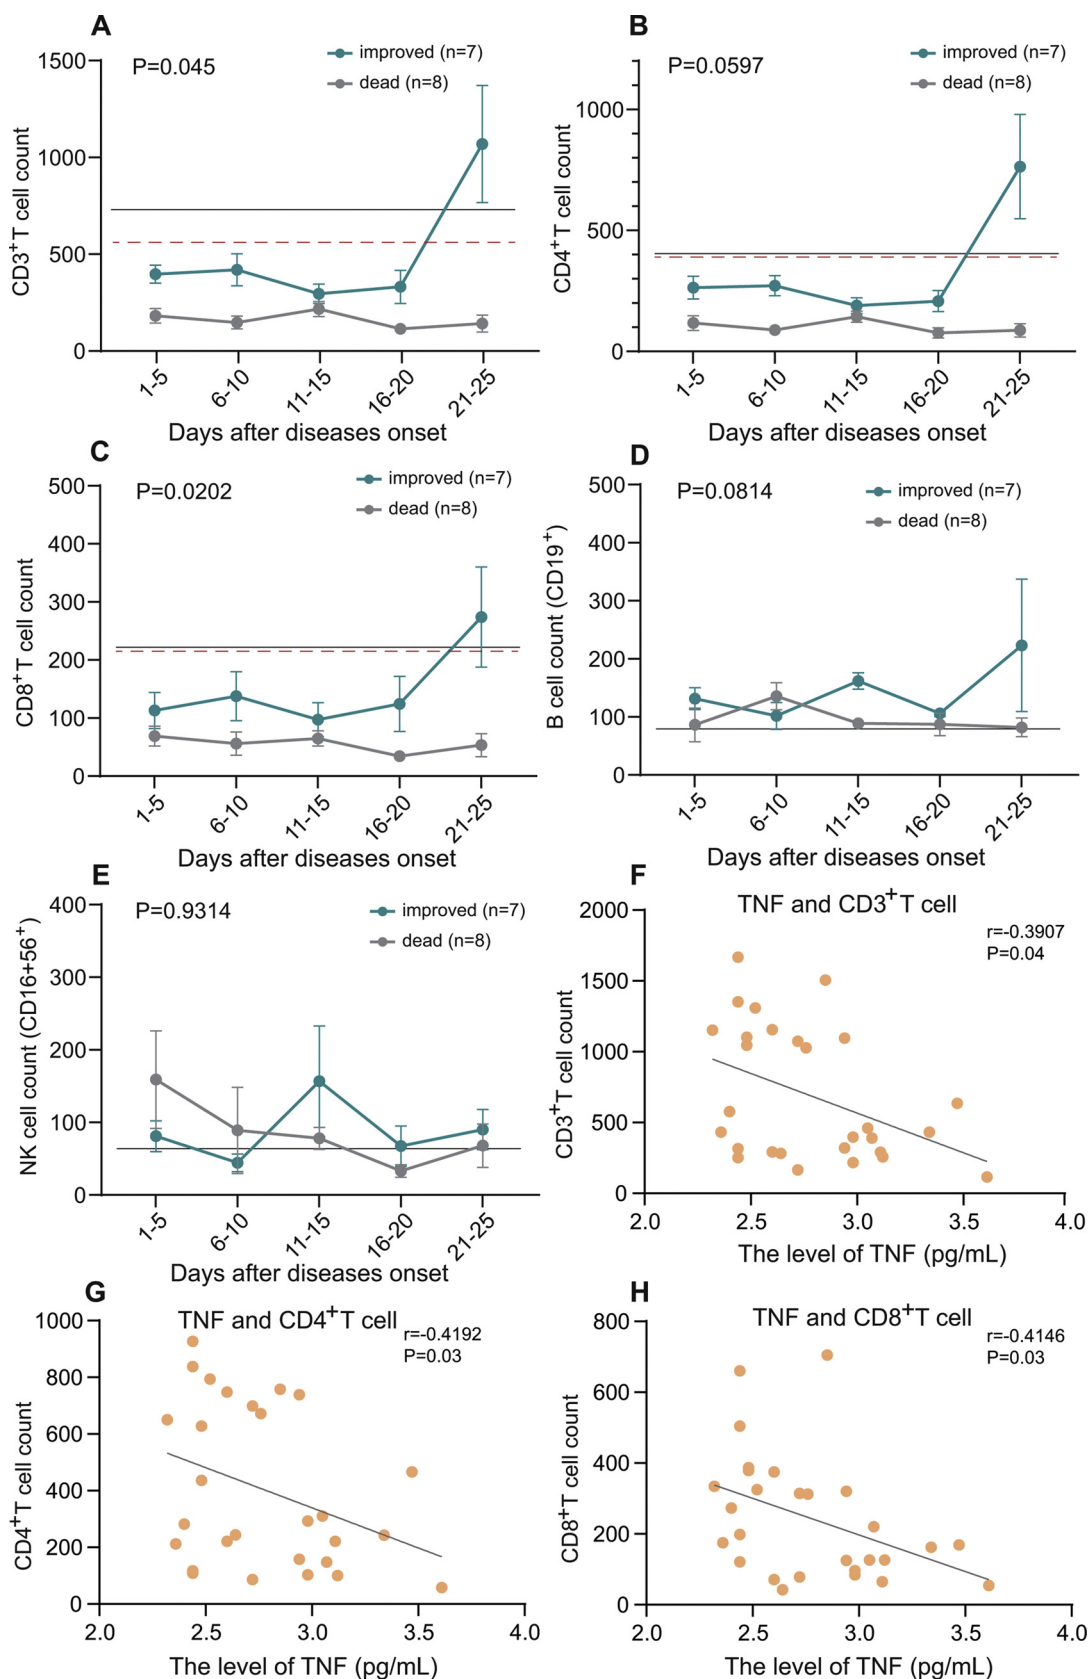 A
P=0.045
improved (n=7)
dead (n=8)
1500
1000
500
0
CD3+T cell count
1-5
6-10
11-15
16-20
21-25
Days after diseases onset
B
P=0.0597
improved (n=7)
dead (n=8)
1000
500
0
CD4+T cell count
1-5
6-10
11-15
16-20
21-25
Days after diseases onset
C
P=0.0202
improved (n=7)
dead (n=8)
500
400
300
200
100
0
CD8+T cell count
1-5
6-10
11-15
16-20
21-25
Days after diseases onset
D
P=0.0814
improved (n=7)
dead (n=8)
500
400
300
200
100
0
B cell count (CD19+)
1-5
6-10
11-15
16-20
21-25
Days after diseases onset
E
P=0.9314
improved (n=7)
dead (n=8)
400
300
200
100
0
NK cell count (CD16+56+)
1-5
6-10
11-15
16-20
21-25
Days after diseases onset
F
TNF and CD3+T cell
r=-0.3907
P=0.04
2000
1500
1000
500
0
CD3+T cell count
2.0
2.5
3.0
3.5
4.0
The level of TNF (pg/mL)
G
TNF and CD4+T cell
r=-0.4192
P=0.03
1000
800
600
400
200
0
CD4+T cell count
2.0
2.5
3.0
3.5
4.0
The level of TNF (pg/mL)
H
TNF and CD8+T cell
r=-0.4146
P=0.03
800
600
400
200
0
CD8+T cell count
2.0
2.5
3.0
3.5
4.0
The level of TNF (pg/mL)